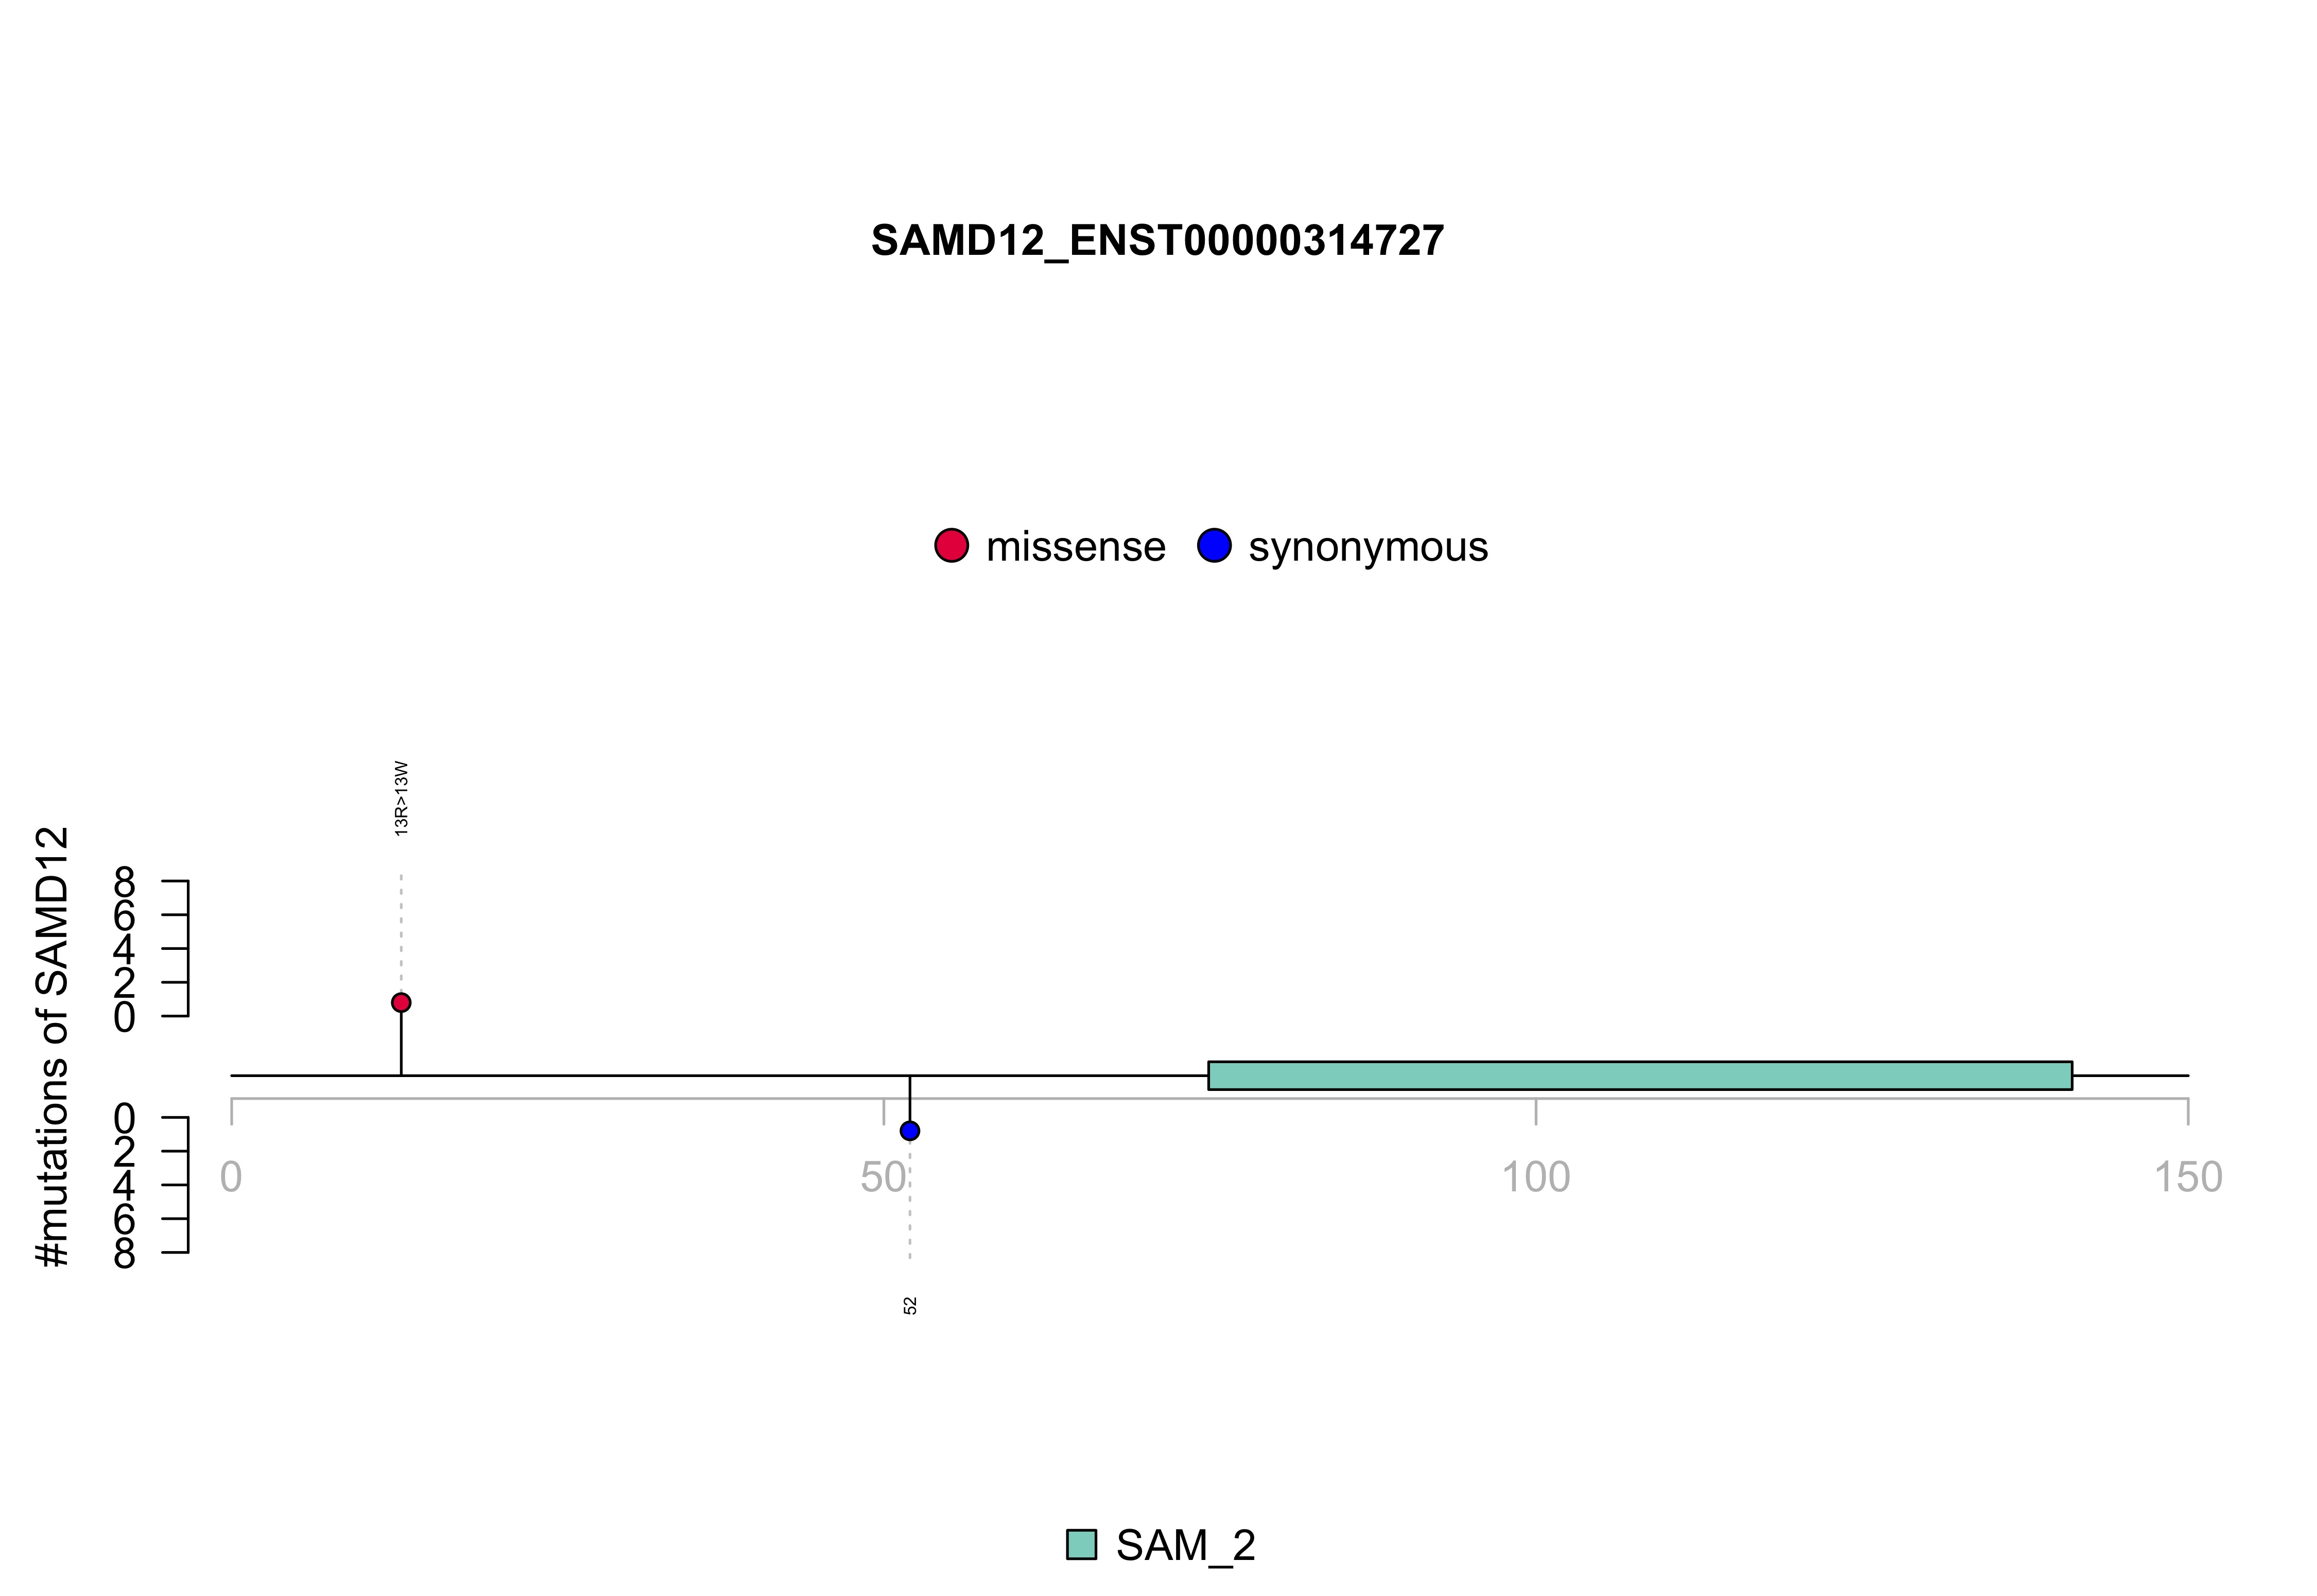 SAMD12_ENST00000314727
missense synonymous
13R>13W
#mutations of SAMD12
8
6
4
2
0
0
2
4
6
8
0 50 100 150
52
SAM_2